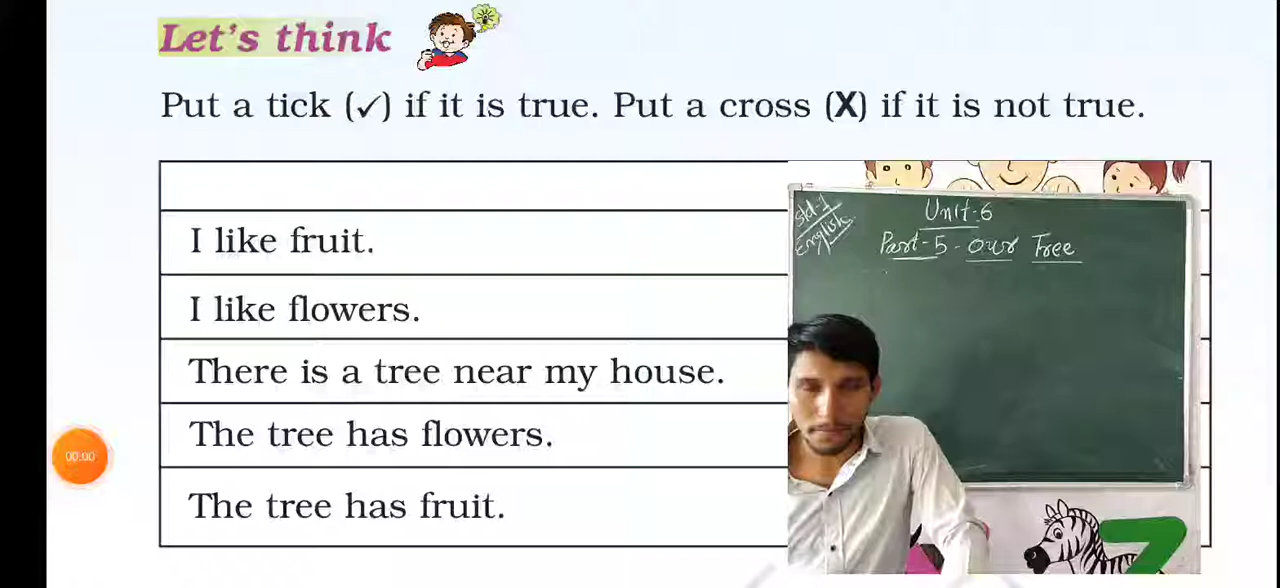 Let's think
Put a tick (✓) if it is true. Put a cross (X) if it is not true.
I like fruit.
I like flowers.
There is a tree near my house.
The tree has flowers.
The tree has fruit.
Std-1
English
Unit-6
Part-5-Our Tree
00:00
Z